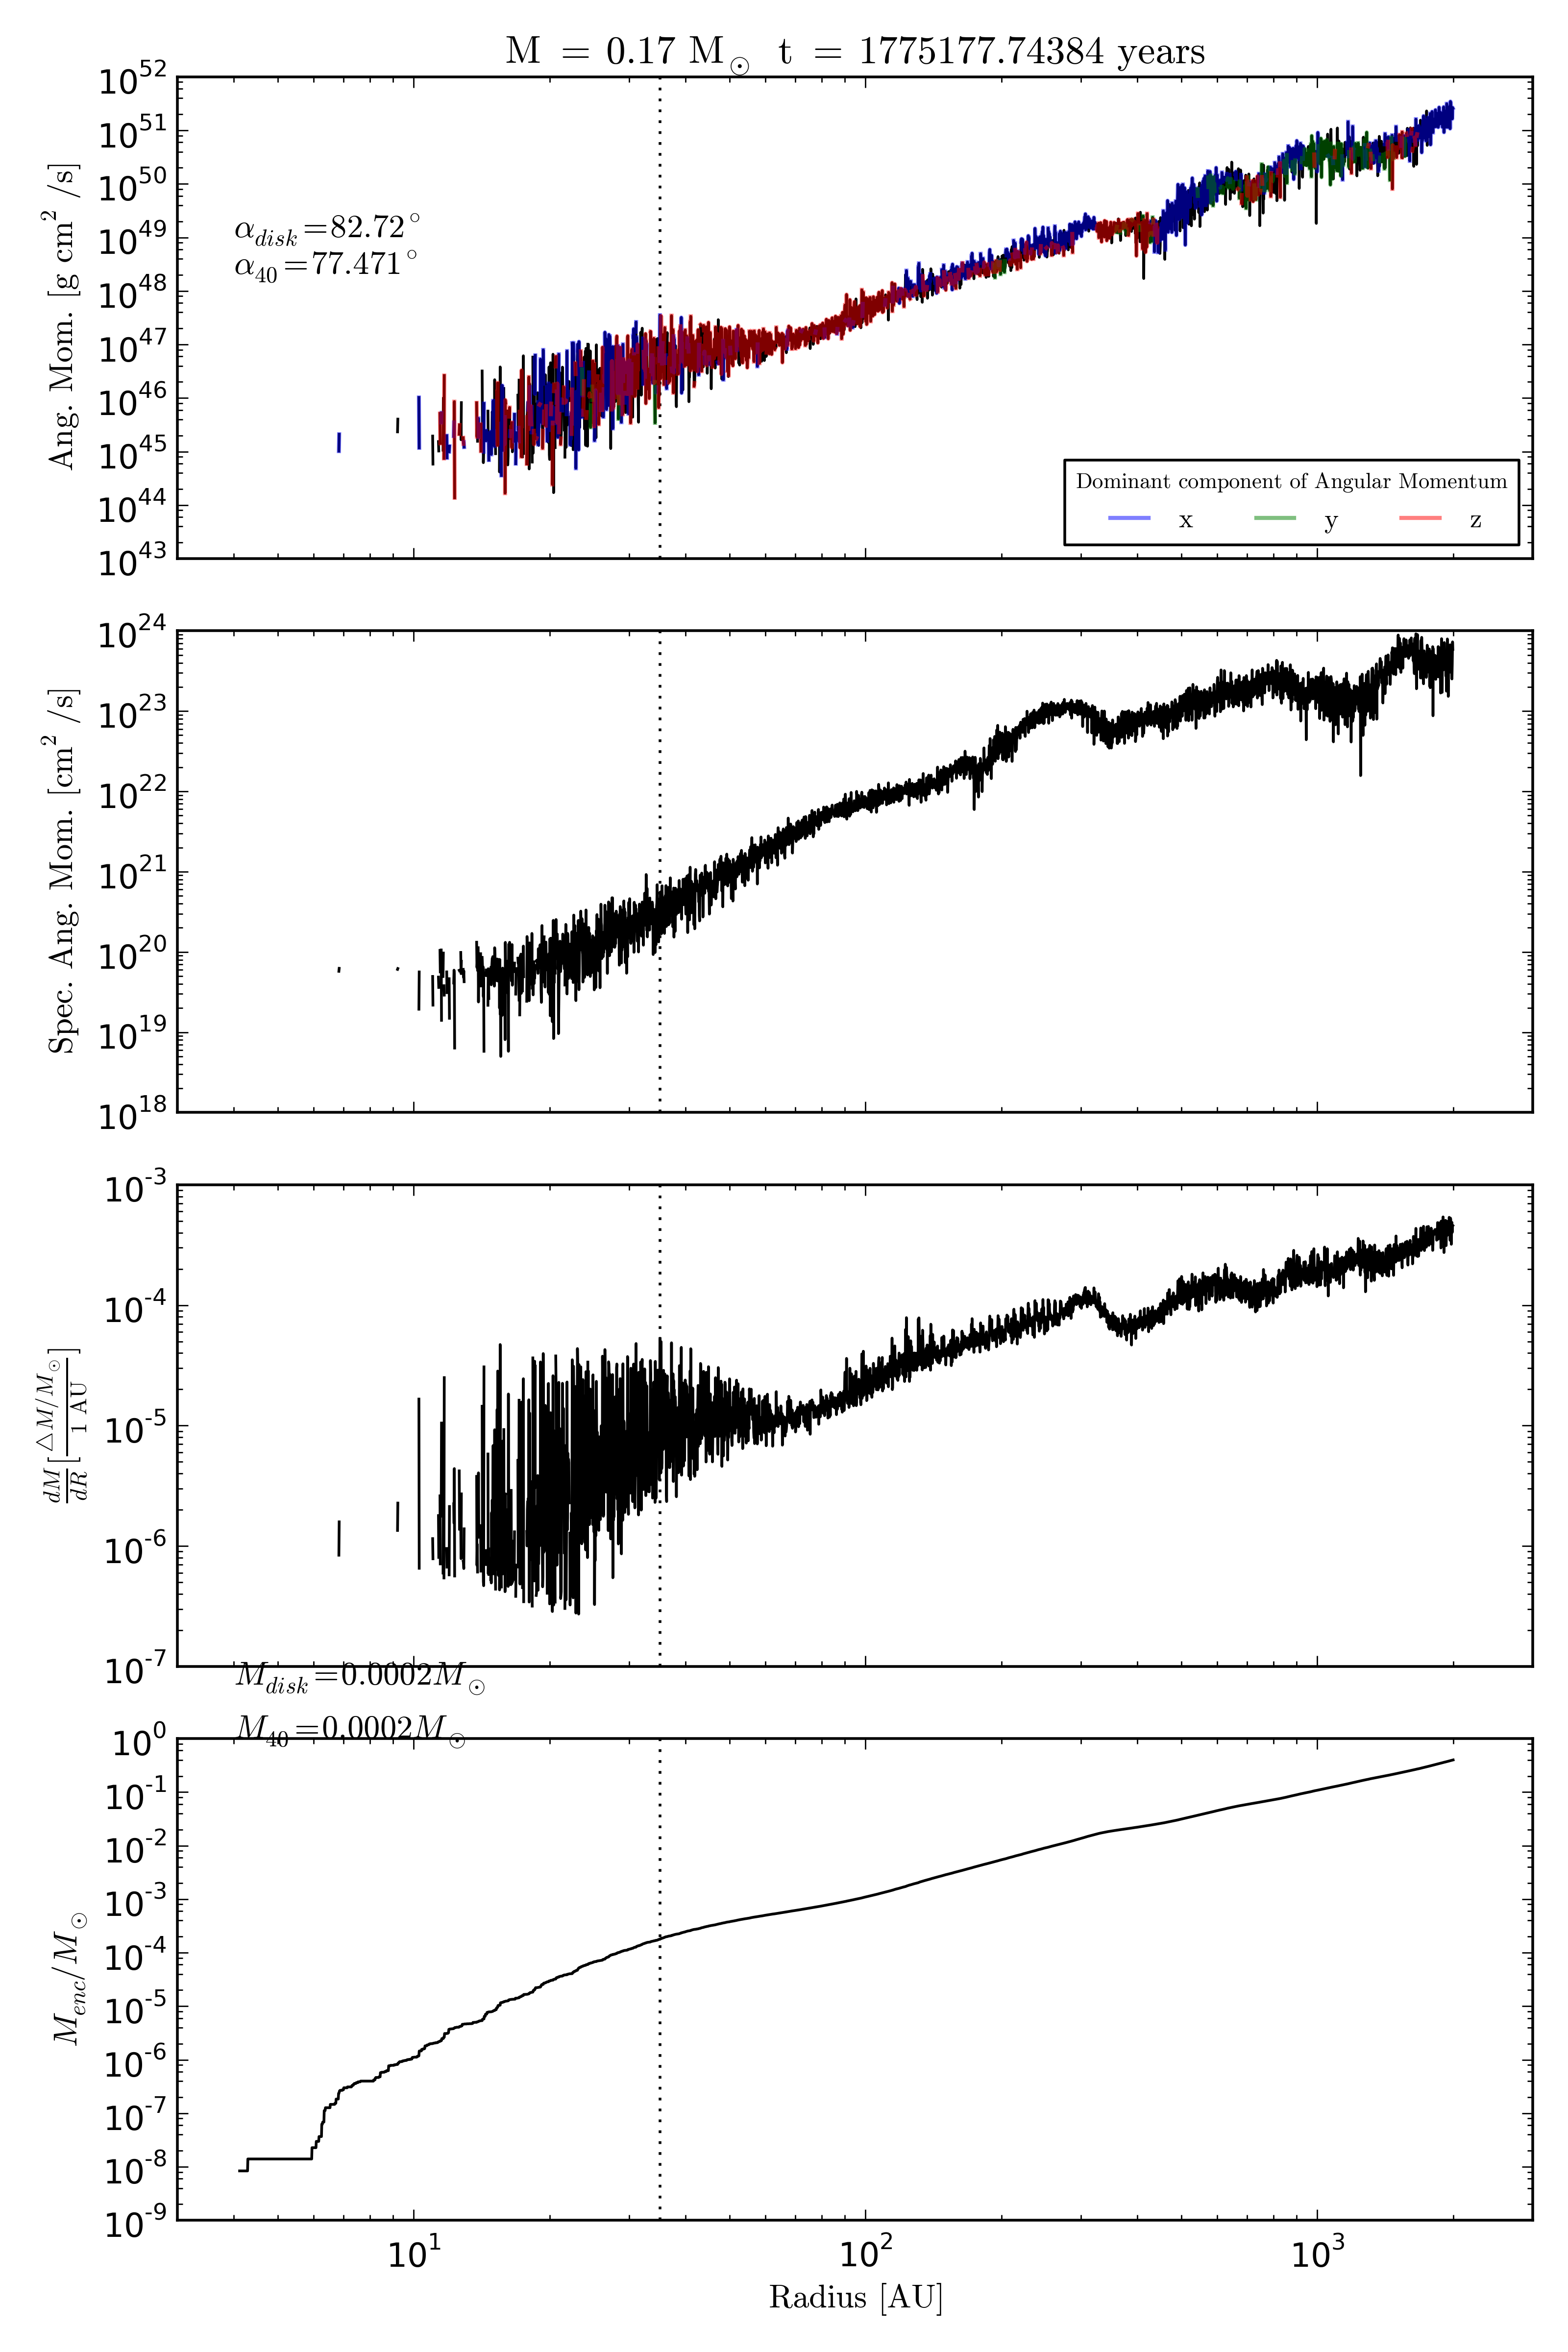 M = 0.17 M⊙ t = 1775177.74384 years
10^52
10^51
10^50
10^49
10^48
10^47
10^46
10^45
10^44
10^43
Ang. Mom. [g cm^2 /s]
α_disk=82.72°
α_40=77.471°
Dominant component of Angular Momentum
x y z
10^24
10^23
10^22
10^21
10^20
10^19
10^18
Spec. Ang. Mom. [cm^2 /s]
10^-3
10^-4
10^-5
10^-6
10^-7
dM/dR [△M/M⊙ / 1 AU]
M_disk=0.0002M⊙
M_40=0.0002M⊙
10^0
10^-1
10^-2
10^-3
10^-4
10^-5
10^-6
10^-7
10^-8
10^-9
M_enc/M⊙
10^1 10^2 10^3
Radius [AU]